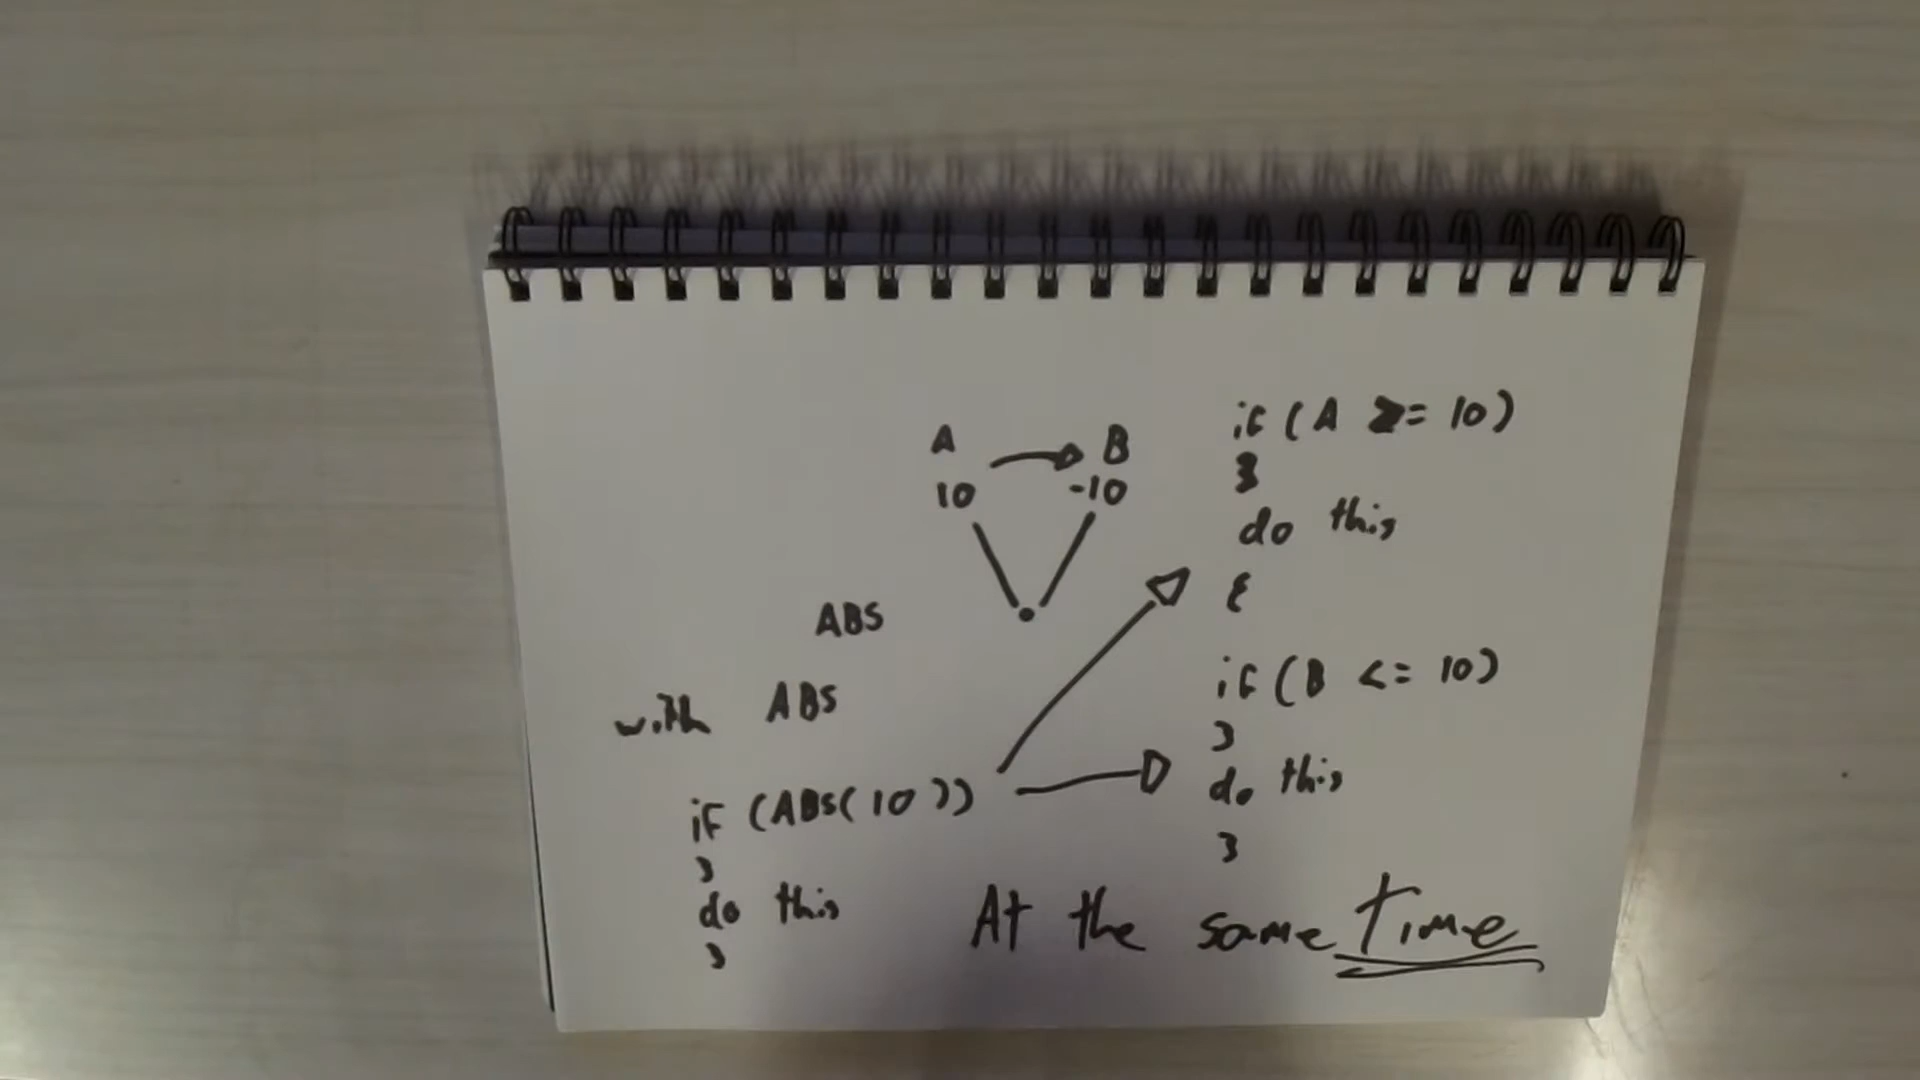 A B
10 -10
ABS
with ABS
if (ABS(10))
}
do this
}
if (A >= 10)
}
do this
{
if (B <= 10)
}
do this
}
At the same Time